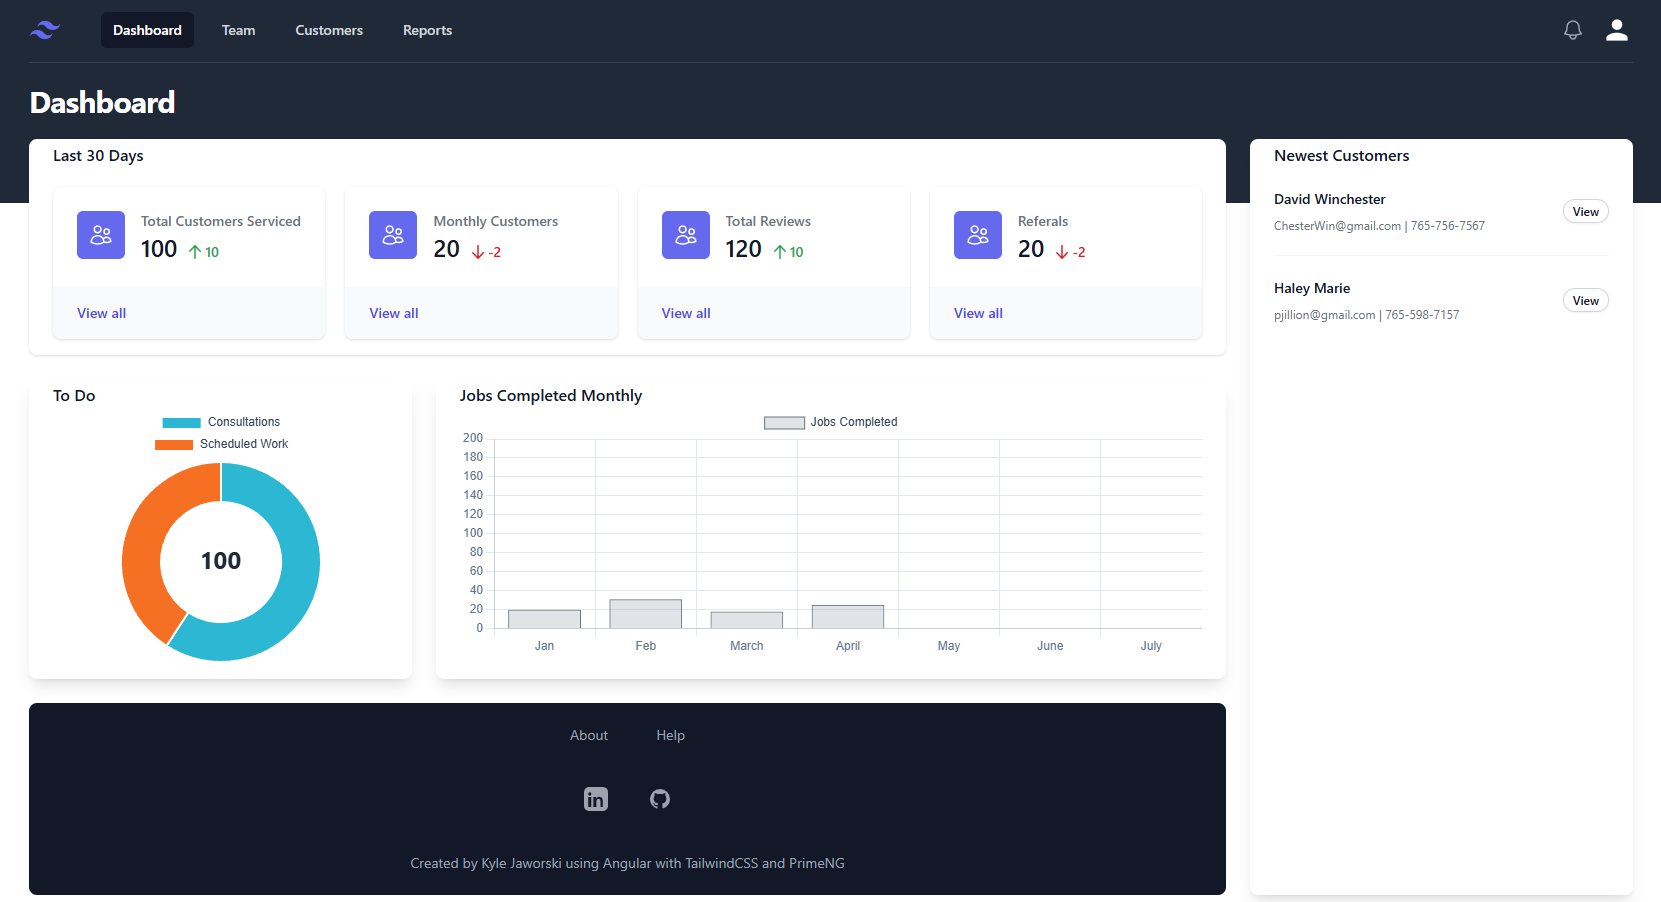 Dashboard Team Customers Reports
Dashboard
Last 30 Days
Total Customers Serviced
100 10
View all
Monthly Customers
20 -2
View all
Total Reviews
120 10
View all
Referals
20 -2
View all
Newest Customers
David Winchester
ChesterWin@gmail.com | 765-756-7567
View
Haley Marie
pjillion@gmail.com | 765-598-7157
View
To Do
Consultations
Scheduled Work
100
Jobs Completed Monthly
Jobs Completed
200
180
160
140
120
100
80
60
40
20
0
Jan Feb March April May June July
About Help
in
Created by Kyle Jaworski using Angular with TailwindCSS and PrimeNG